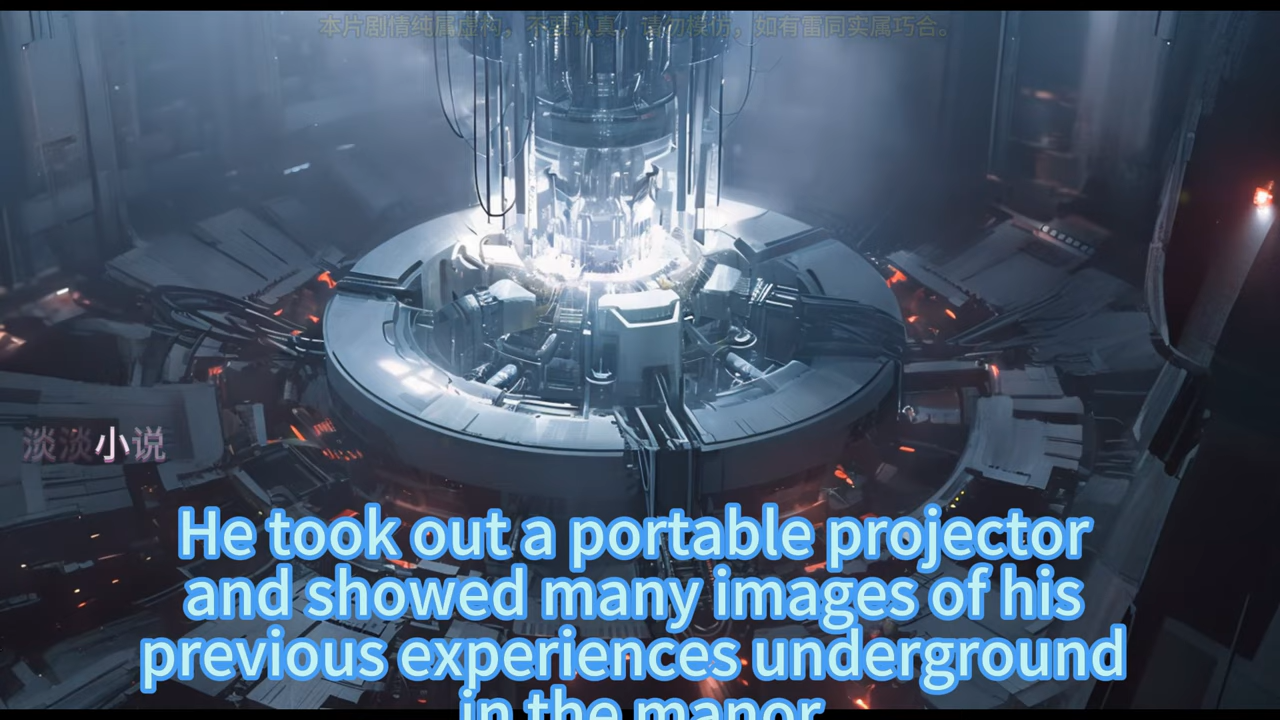 本片剧情纯属虚构，不要认真，请勿模仿，如有雷同实属巧合。
淡淡小说
He took out a portable projector
and showed many images of his
previous experiences underground
in the manor